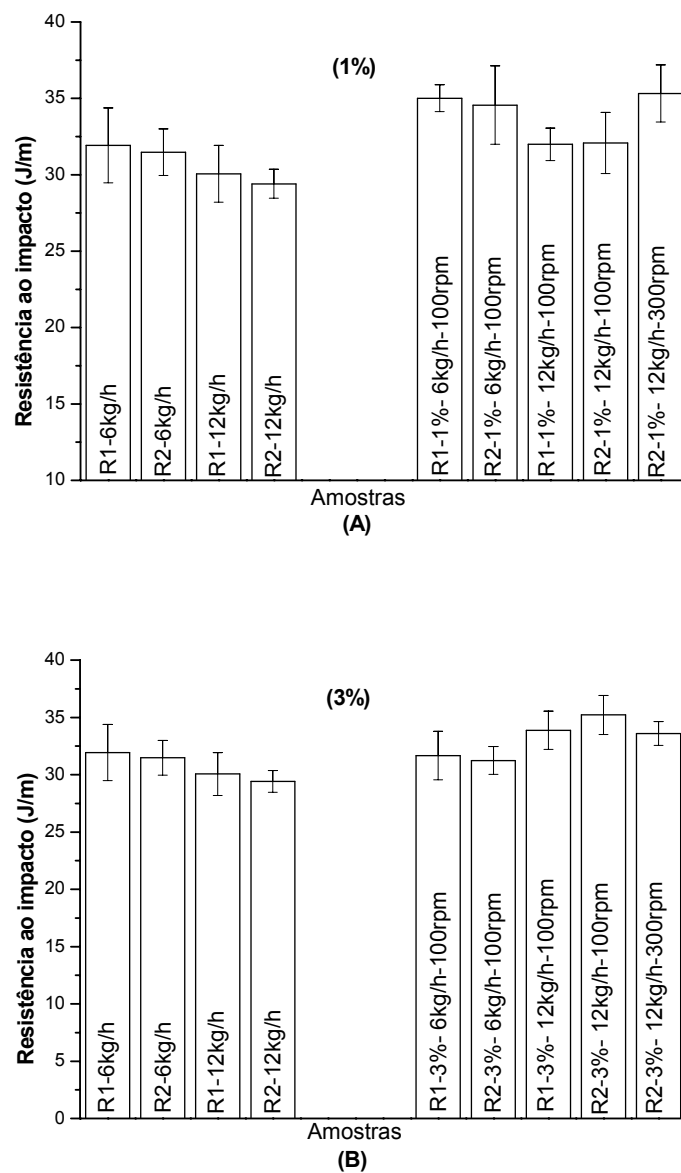 40
35
30
25
20
15
10
Resistência ao impacto (J/m)
(1%)
R1-6kg/h
R2-6kg/h
R1-12kg/h
R2-12kg/h
R1-1%- 6kg/h-100rpm
R2-1%- 6kg/h-100rpm
R1-1%- 12kg/h-100rpm
R2-1%- 12kg/h-100rpm
R2-1%- 12kg/h-300rpm
Amostras
(A)
40
35
30
25
20
15
10
5
0
Resistência ao impacto (J/m)
(3%)
R1-6kg/h
R2-6kg/h
R1-12kg/h
R2-12kg/h
R1-3%- 6kg/h-100rpm
R2-3%- 6kg/h-100rpm
R1-3%- 12kg/h-100rpm
R2-3%- 12kg/h-100rpm
R2-3%- 12kg/h-300rpm
Amostras
(B)